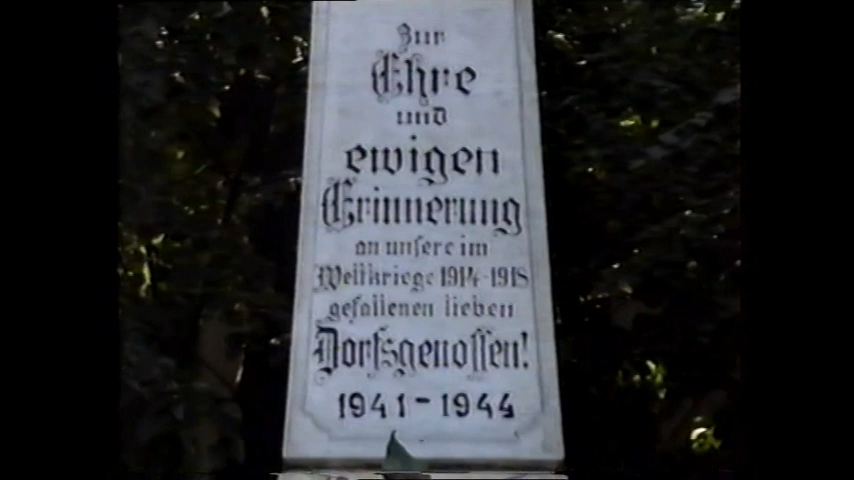 Zur
Ehre
und
ewigen
Erinnerung
an unsere im
Weltkriege 1914-1918
gefallenen lieben
Dorfsgenossen!
1941-1944